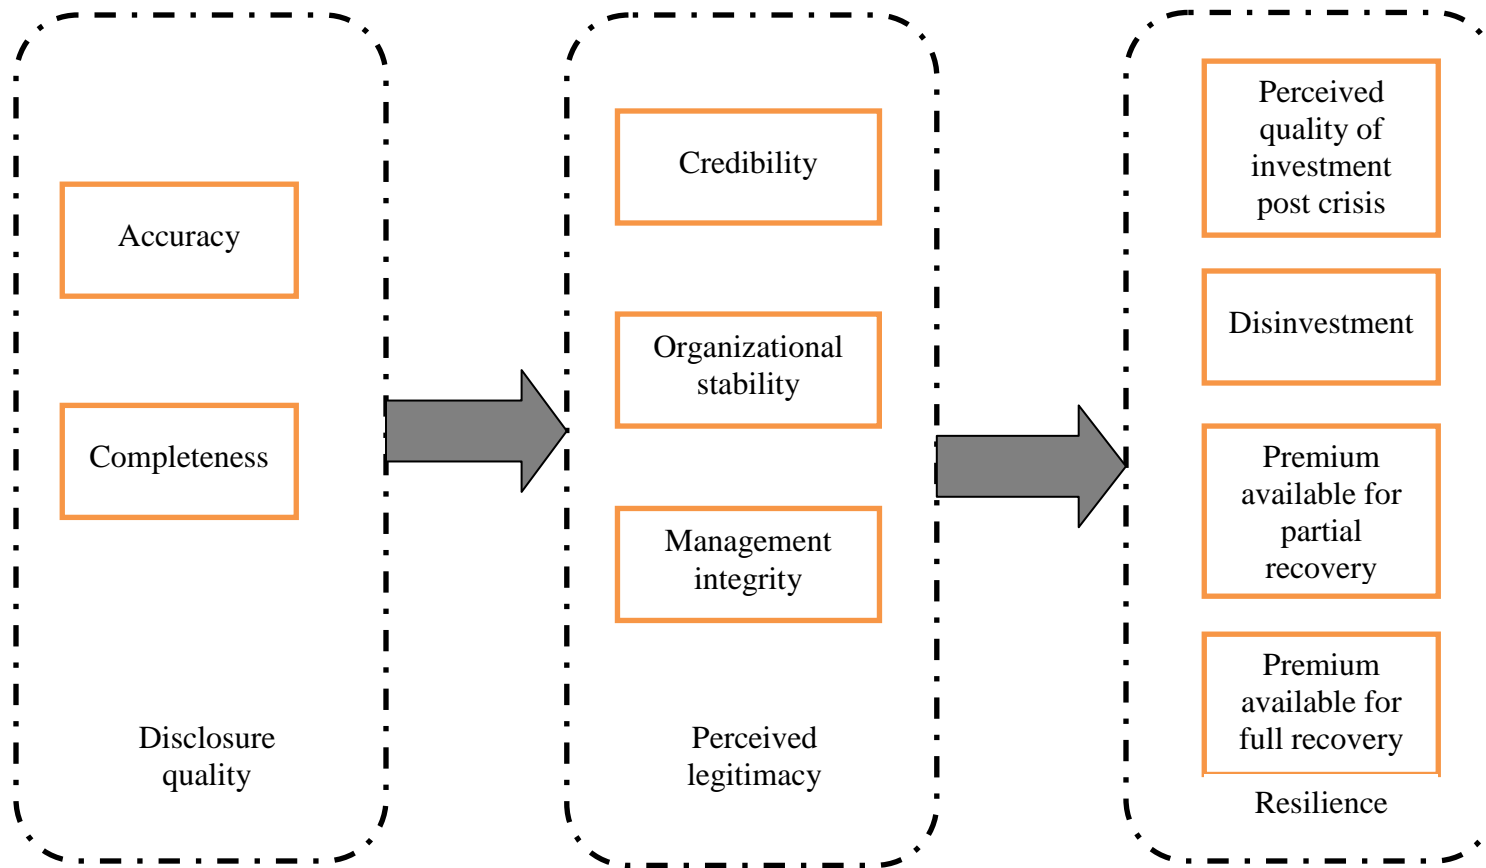 Accuracy
Completeness
Disclosure
quality
Credibility
Organizational
stability
Management
integrity
Perceived
legitimacy
Perceived
quality of
investment
post crisis
Disinvestment
Premium
available for
partial
recovery
Premium
available for
full recovery
Resilience